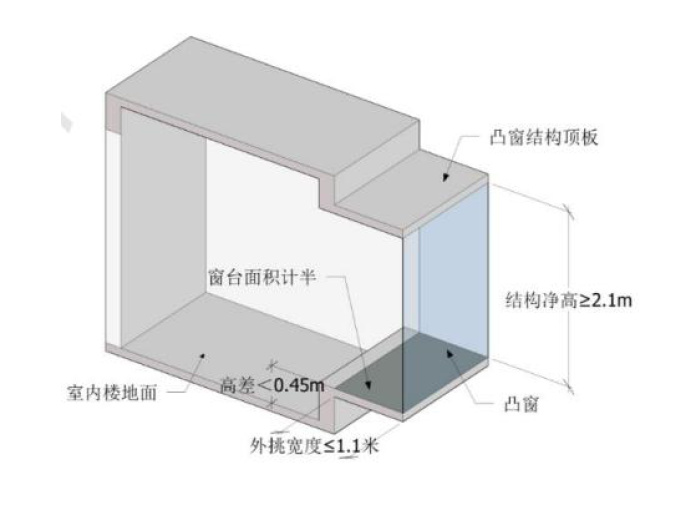 凸窗结构顶板
窗台面积计半
结构净高≥2.1m
室内楼地面
高差＜0.45m
凸窗
外挑宽度≤1.1米